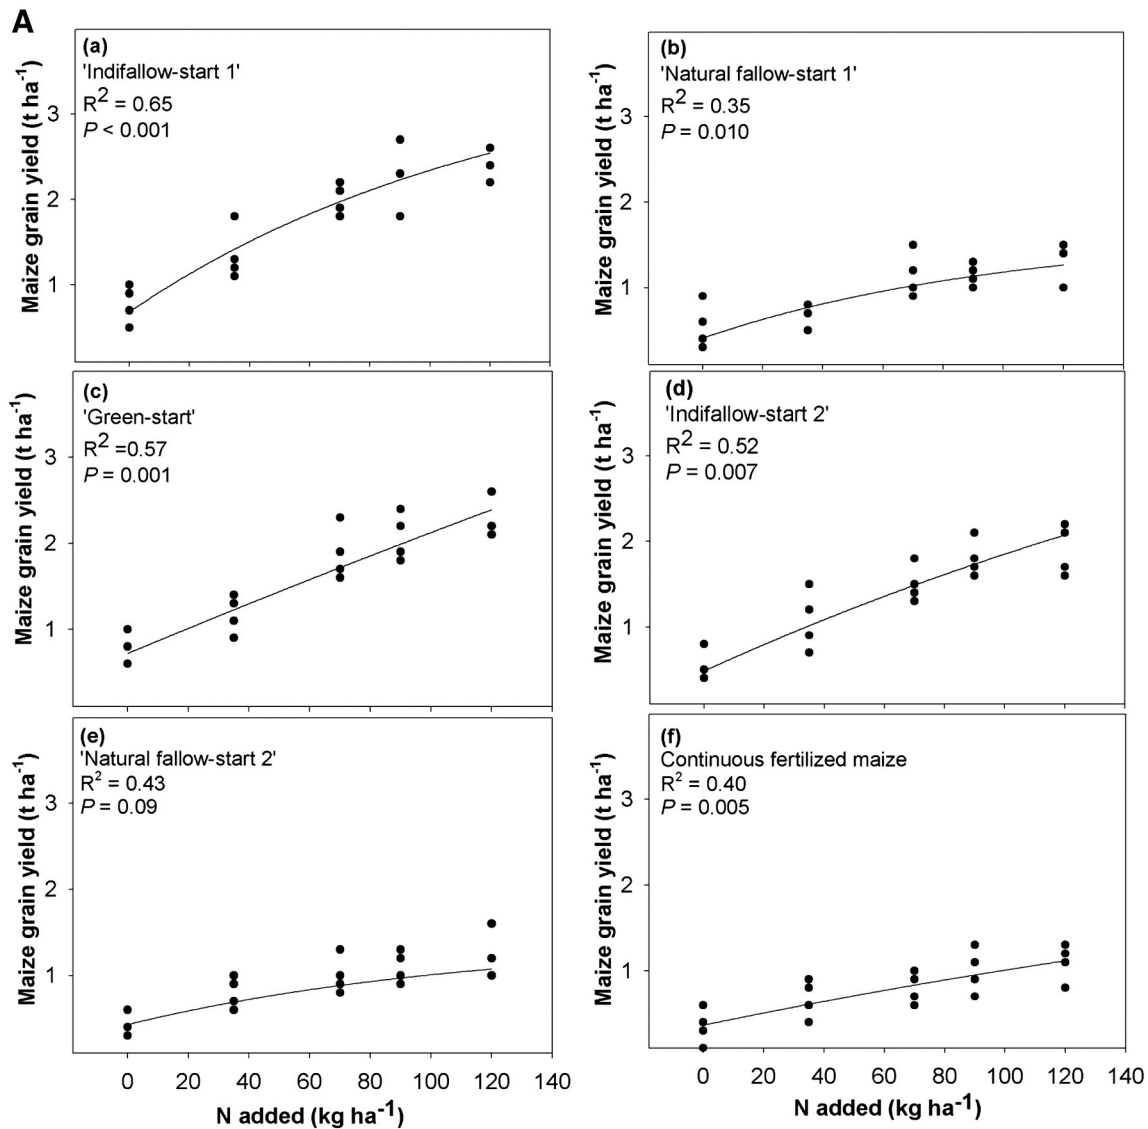 A
(a)
'Indifallow-start 1'
R² = 0.65
P < 0.001
Maize grain yield (t ha⁻¹)
3
2
1
(b)
'Natural fallow-start 1'
R² = 0.35
P = 0.010
Maize grain yield (t ha⁻¹)
3
2
1
(c)
'Green-start'
R² =0.57
P = 0.001
Maize grain yield (t ha⁻¹)
3
2
1
(d)
'Indifallow-start 2'
R² = 0.52
P = 0.007
Maize grain yield (t ha⁻¹)
3
2
1
(e)
'Natural fallow-start 2'
R² = 0.43
P = 0.09
Maize grain yield (t ha⁻¹)
3
2
1
0 20 40 60 80 100 120 140
N added (kg ha⁻¹)
(f)
Continuous fertilized maize
R² = 0.40
P = 0.005
Maize grain yield (t ha⁻¹)
3
2
1
0 20 40 60 80 100 120 140
N added (kg ha⁻¹)